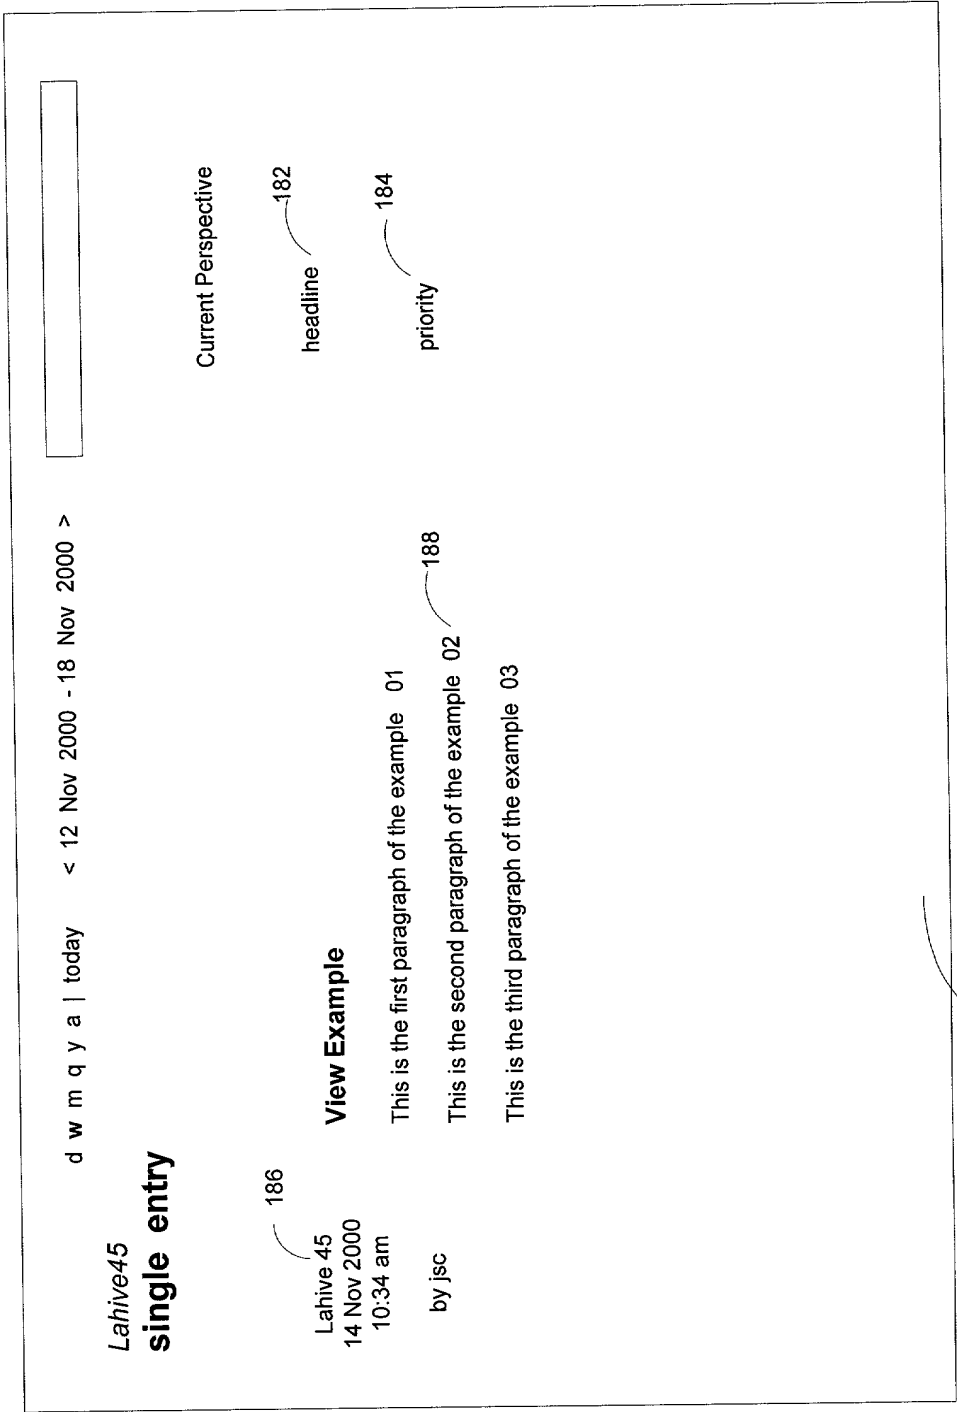 d w m q y a | today < 12 Nov 2000 - 18 Nov 2000 >
Lahive45
single entry
Current Perspective
186
182
Lahive 45
14 Nov 2000
10:34 am
by jsc
View Example
headline
184
This is the first paragraph of the example 01
priority
188
This is the second paragraph of the example 02
This is the third paragraph of the example 03